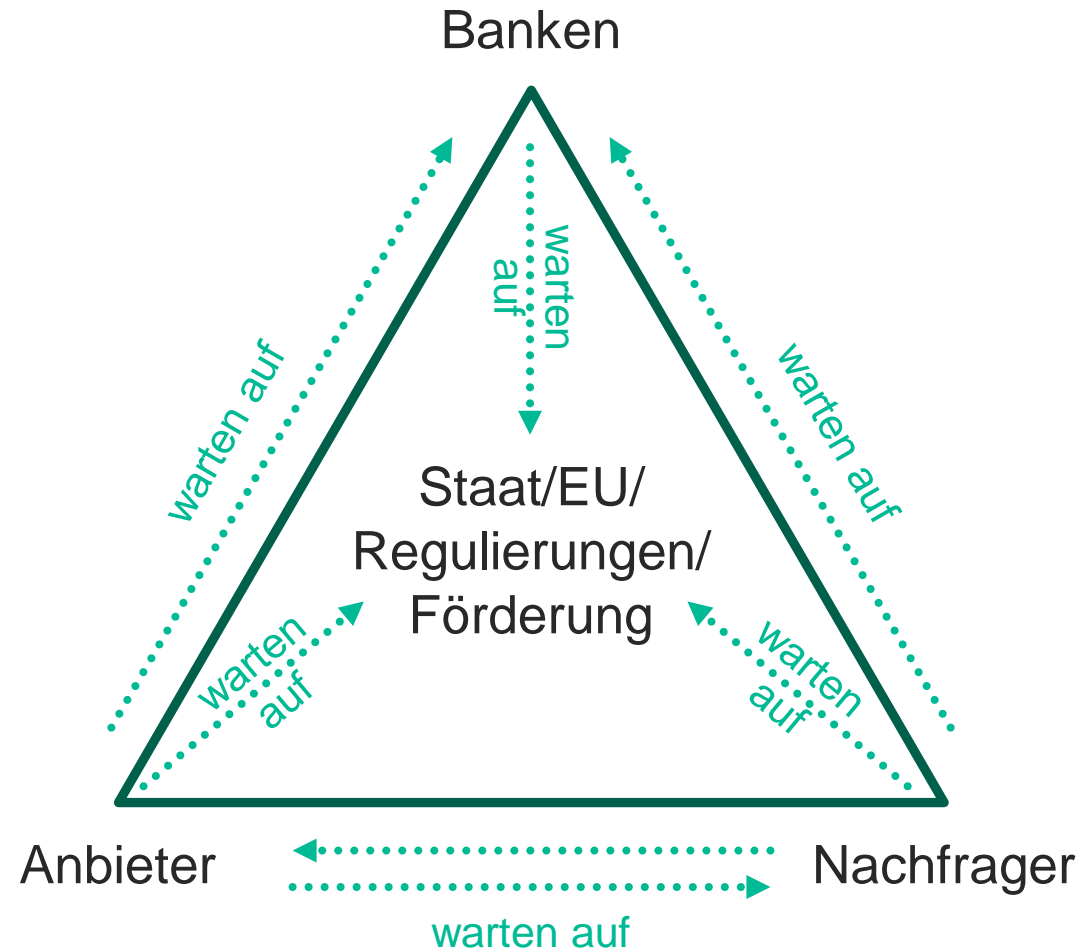 Banken
warten
auf
warten auf
warten auf
Staat/EU/
Regulierungen/
Förderung
warten
auf
warten
auf
Anbieter
Nachfrager
warten auf